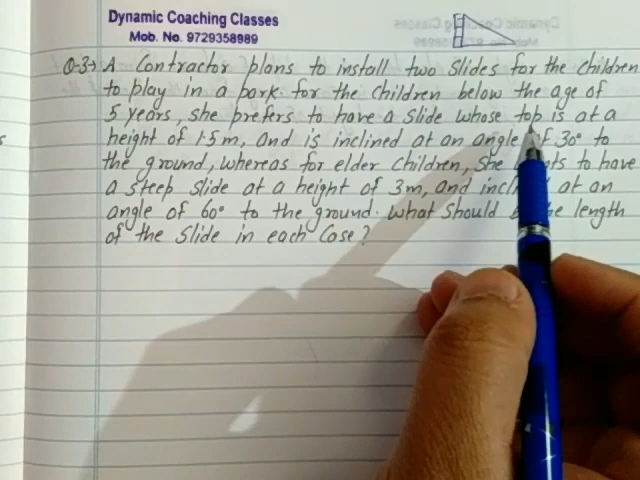 Dynamic Coaching Classes
Mob. No. 9729358989
Q-3→ A Contractor plans to install two slides for the children
to play in a park. for the children below the age of
5 years, she prefers to have a slide whose top is at a
height of 1.5 m, and is inclined at an angle of 30° to
the ground, whereas for elder children, she to have
a steep slide at a height of 3m, and at an
angle of 60° to the ground. what should the length
of the slide in each case?